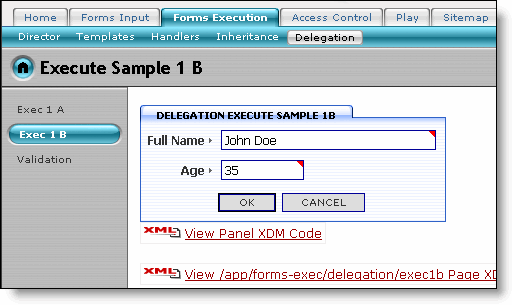 Home Forms Input Forms Execution Access Control Play Sitemap
Director Templates Handlers Inheritance Delegation
Execute Sample 1 B
Exec 1 A
Exec 1 B
Validation
DELEGATION EXECUTE SAMPLE 1B
Full Name John Doe
Age 35
OK CANCEL
XML View Panel XDM Code
XML View /app/forms-exec/delegation/exec1b Page XD